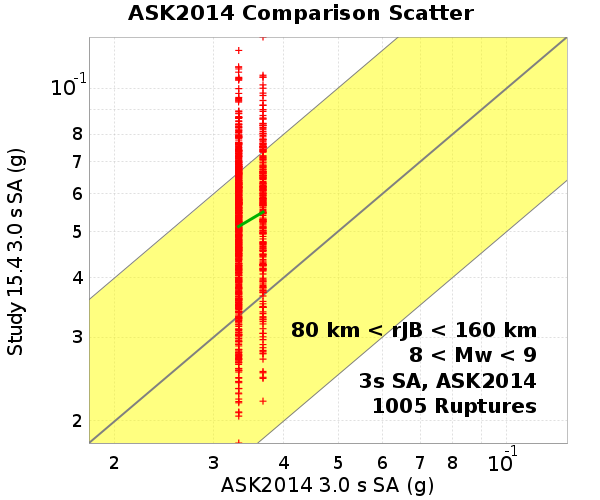 ASK2014 Comparison Scatter
Study 15.4 3.0 s SA (g)
10^-1
8
7
6
5
4
3
2
80 km < rJB < 160 km
8 < Mw < 9
3s SA, ASK2014
1005 Ruptures
2 3 4 5 6 7 8 10^-1
ASK2014 3.0 s SA (g)